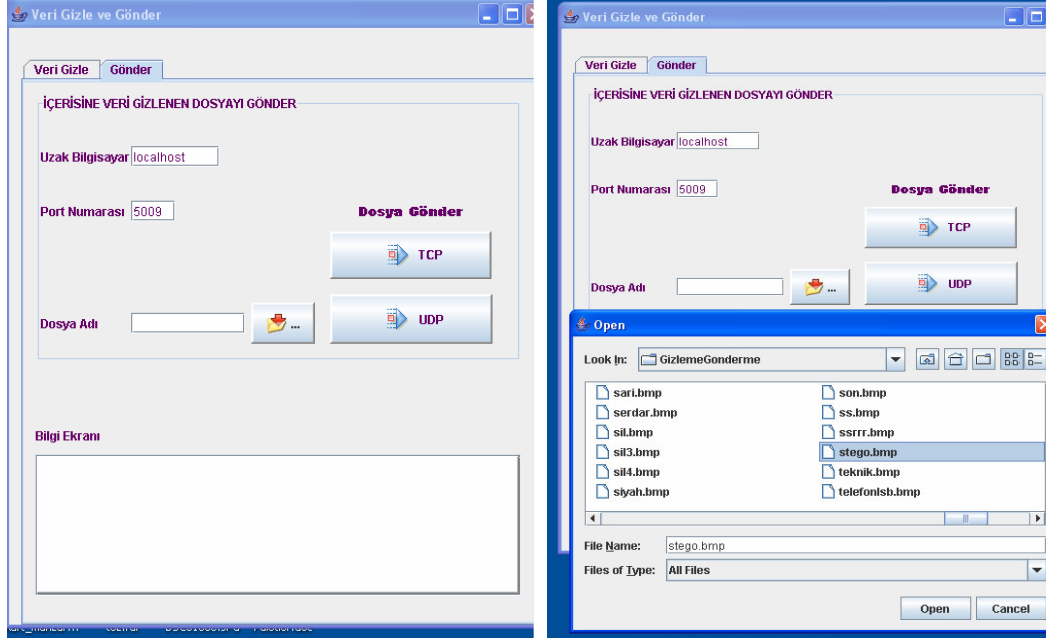 Veri Gizle ve Gönder
Veri Gizle Gönder
İÇERİSİNE VERİ GİZLENEN DOSYAYI GÖNDER
Uzak Bilgisayar localhost
Port Numarası 5009
Dosya Gönder
TCP
Dosya Adı ...
UDP
Bilgi Ekranı
Veri Gizle ve Gönder
Veri Gizle Gönder
İÇERİSİNE VERİ GİZLENEN DOSYAYI GÖNDER
Uzak Bilgisayar localhost
Port Numarası 5009
Dosya Gönder
TCP
Dosya Adı ...
UDP
Open
Look In: GizlemeGonderme
sari.bmp son.bmp
serdar.bmp ss.bmp
sil.bmp ssrrr.bmp
sil3.bmp stego.bmp
sil4.bmp teknik.bmp
siyah.bmp telefonlsb.bmp
File Name: stego.bmp
Files of Type: All Files
Open Cancel